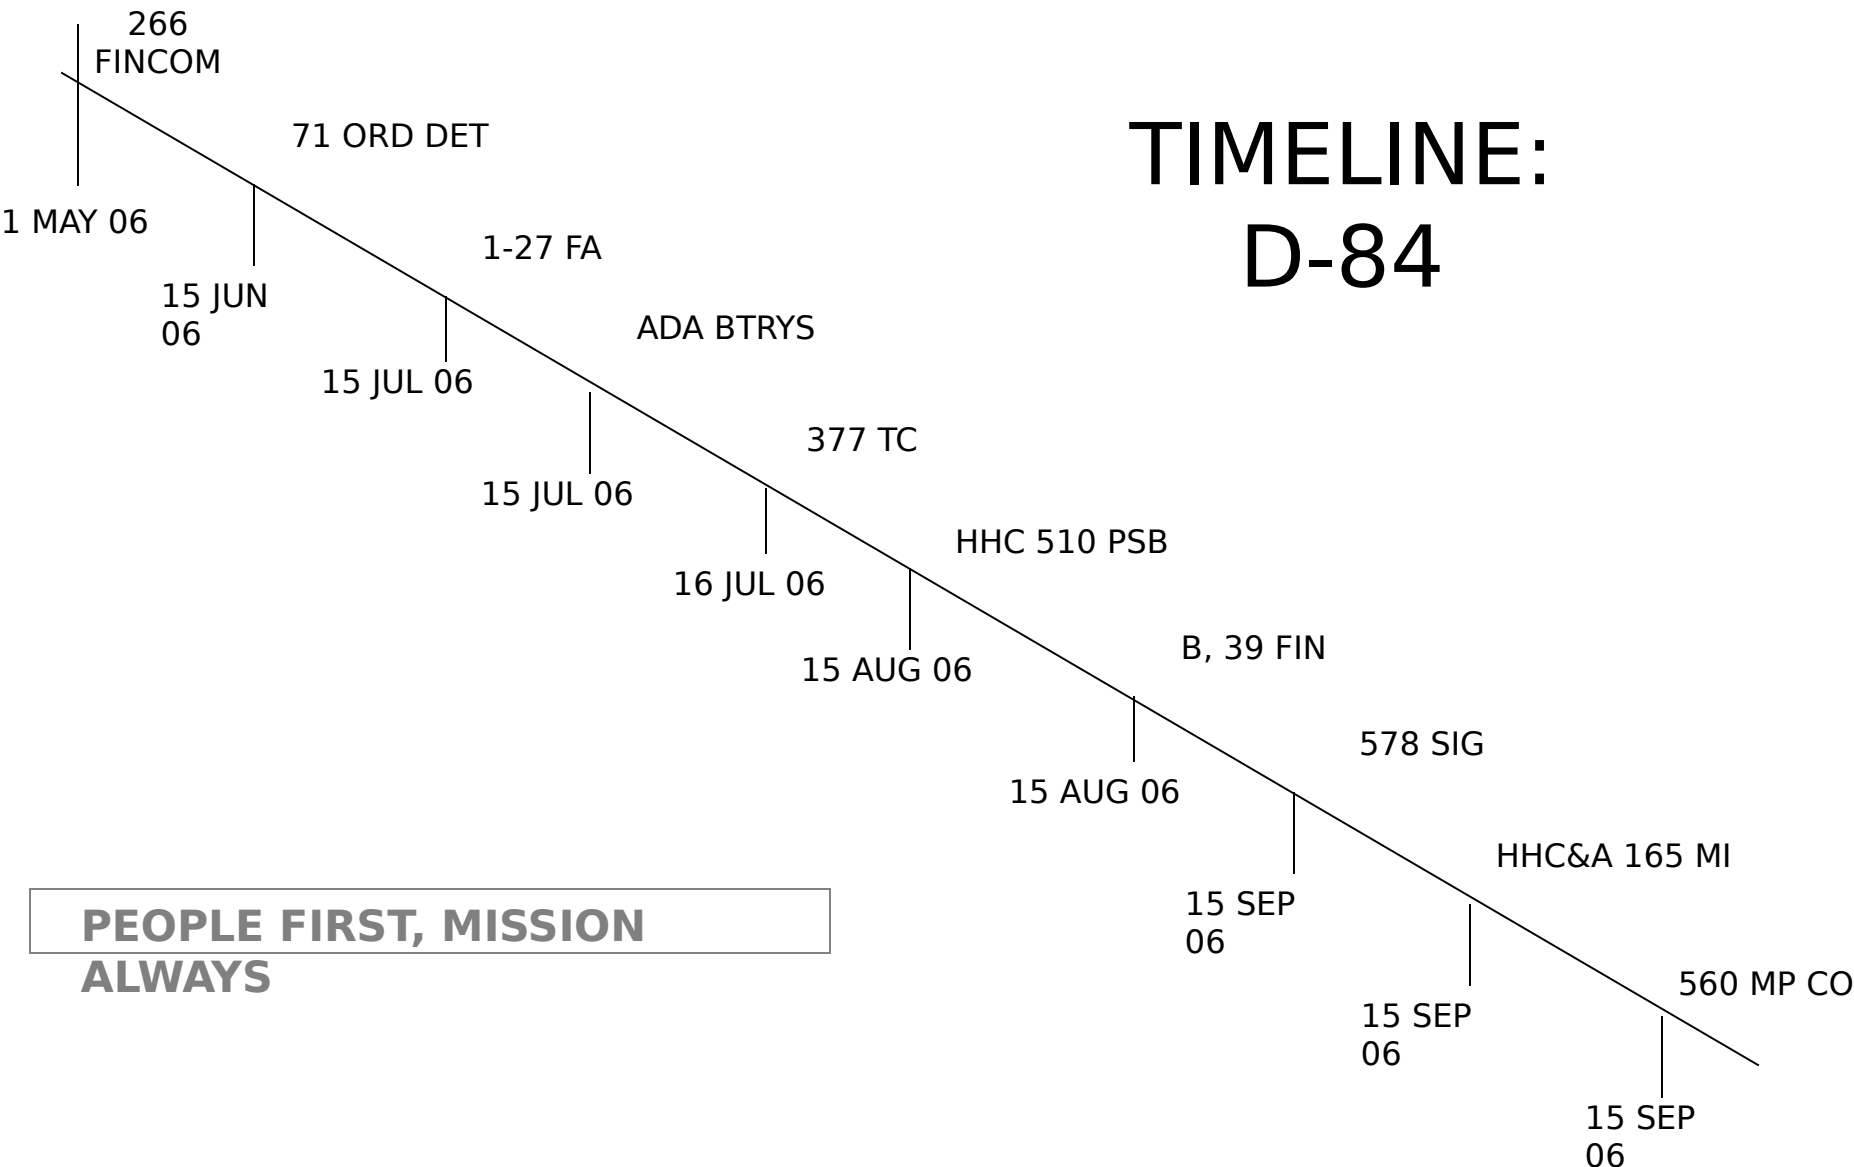 266
FINCOM
71 ORD DET
TIMELINE:
D-84
1 MAY 06
1-27 FA
15 JUN
06
ADA BTRYS
15 JUL 06
377 TC
15 JUL 06
HHC 510 PSB
16 JUL 06
B, 39 FIN
15 AUG 06
578 SIG
15 AUG 06
HHC&A 165 MI
15 SEP
06
PEOPLE FIRST, MISSION
ALWAYS
560 MP CO
15 SEP
06
15 SEP
06